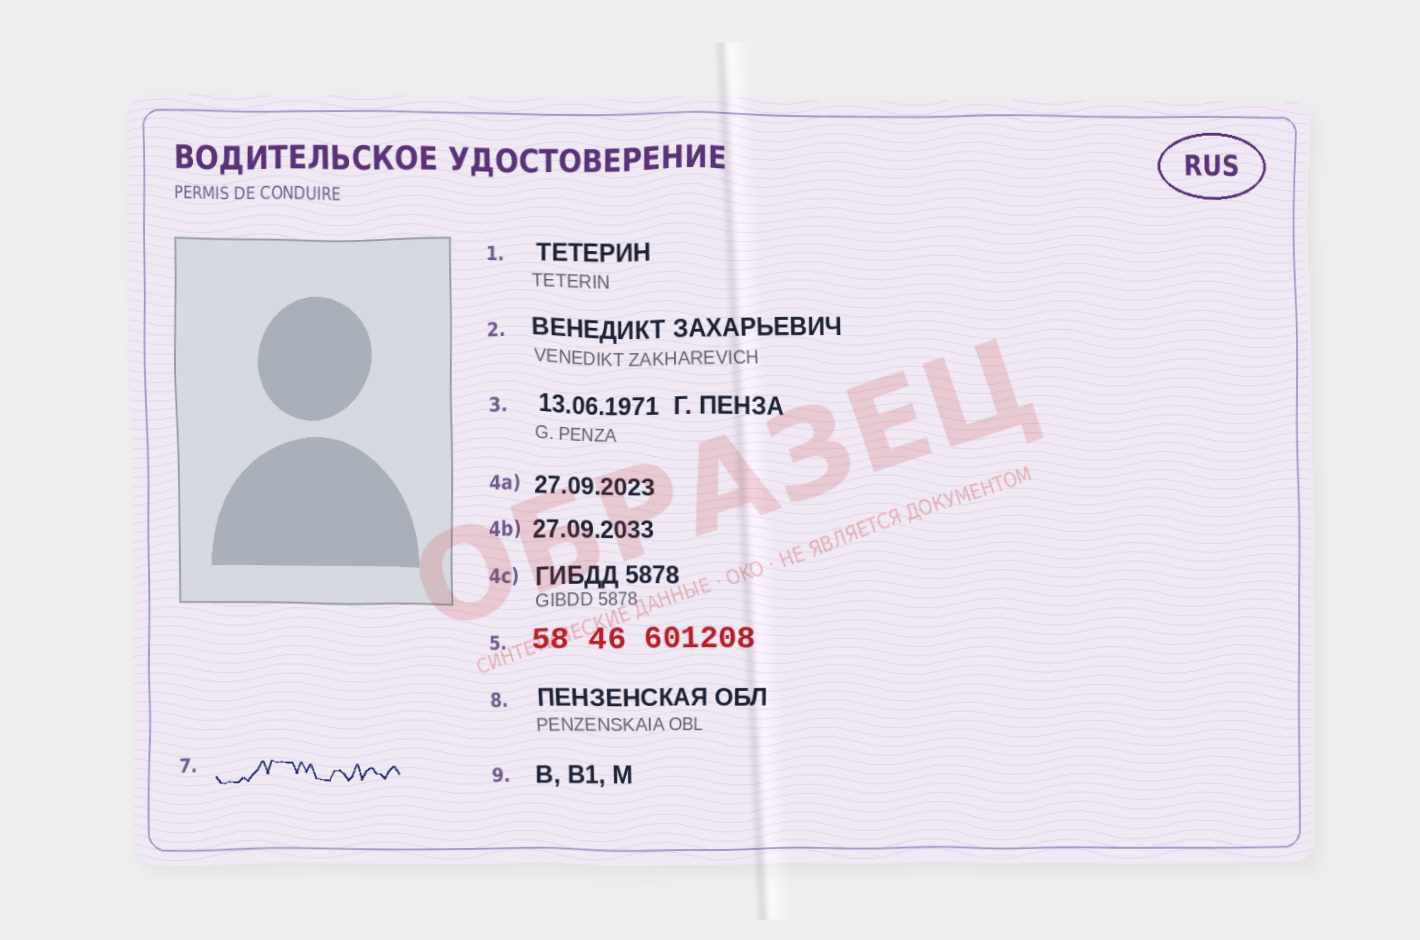 ВОДИТЕЛЬСКОЕ УДОСТОВЕРЕНИЕ
PERMIS DE CONDUIRE
RUS
1. ТЕТЕРИН
TETERIN
2. ВЕНЕДИКТ ЗАХАРЬЕВИЧ
VENEDIKT ZAKHAREVICH
3. 13.06.1971 Г. ПЕНЗА
G. PENZA
4a) 27.09.2023
4b) 27.09.2033
4c) ГИБДД 5878
GIBDD 5878
5. 58 46 601208
8. ПЕНЗЕНСКАЯ ОБЛ
PENZENSKAIA OBL
7.
9. B, B1, M
ОБРАЗЕЦ
СИНТЕТИЧЕСКИЕ ДАННЫЕ · ОКО · НЕ ЯВЛЯЕТСЯ ДОКУМЕНТОМ